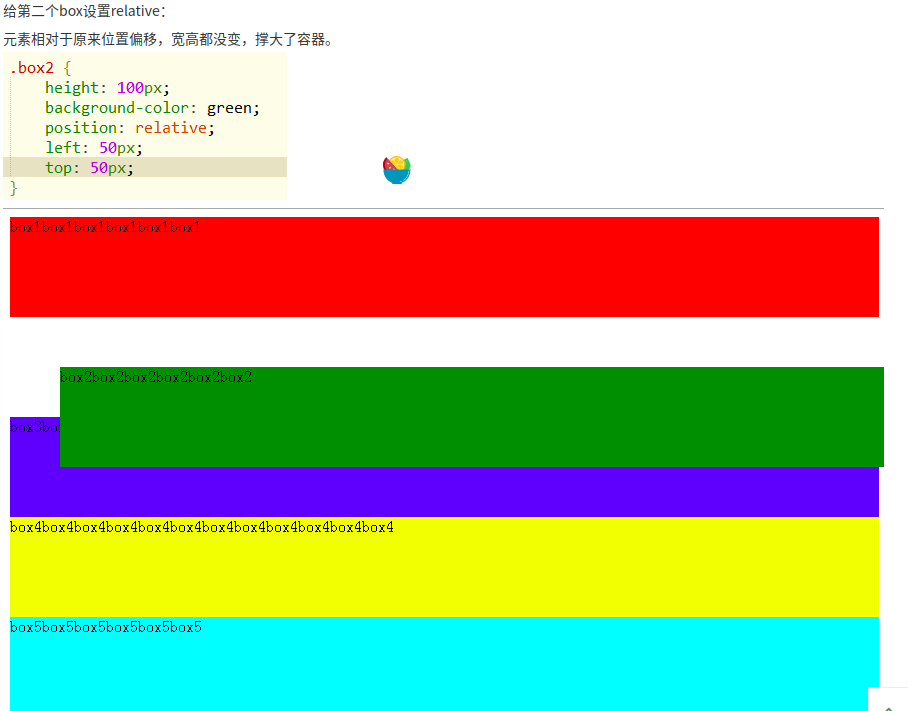 给第二个box设置relative：
元素相对于原来位置偏移，宽高都没变，撑大了容器。
.box2 {
height: 100px;
background-color: green;
position: relative;
left: 50px;
top: 50px;
}
box1box1box1box1box1box1
box2box2box2box2box2box2
box3bo
box4box4box4box4box4box4box4box4box4box4box4box4
box5box5box5box5box5box5